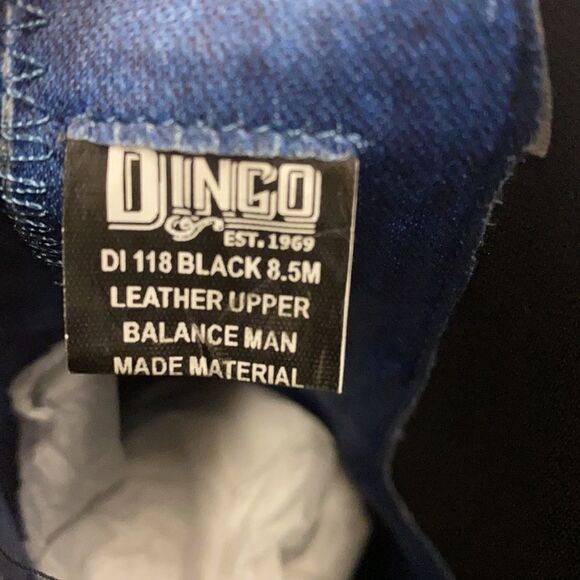 DINGO
EST. 1969
DI 118 BLACK 8.5M
LEATHER UPPER
BALANCE MAN
MADE MATERIAL